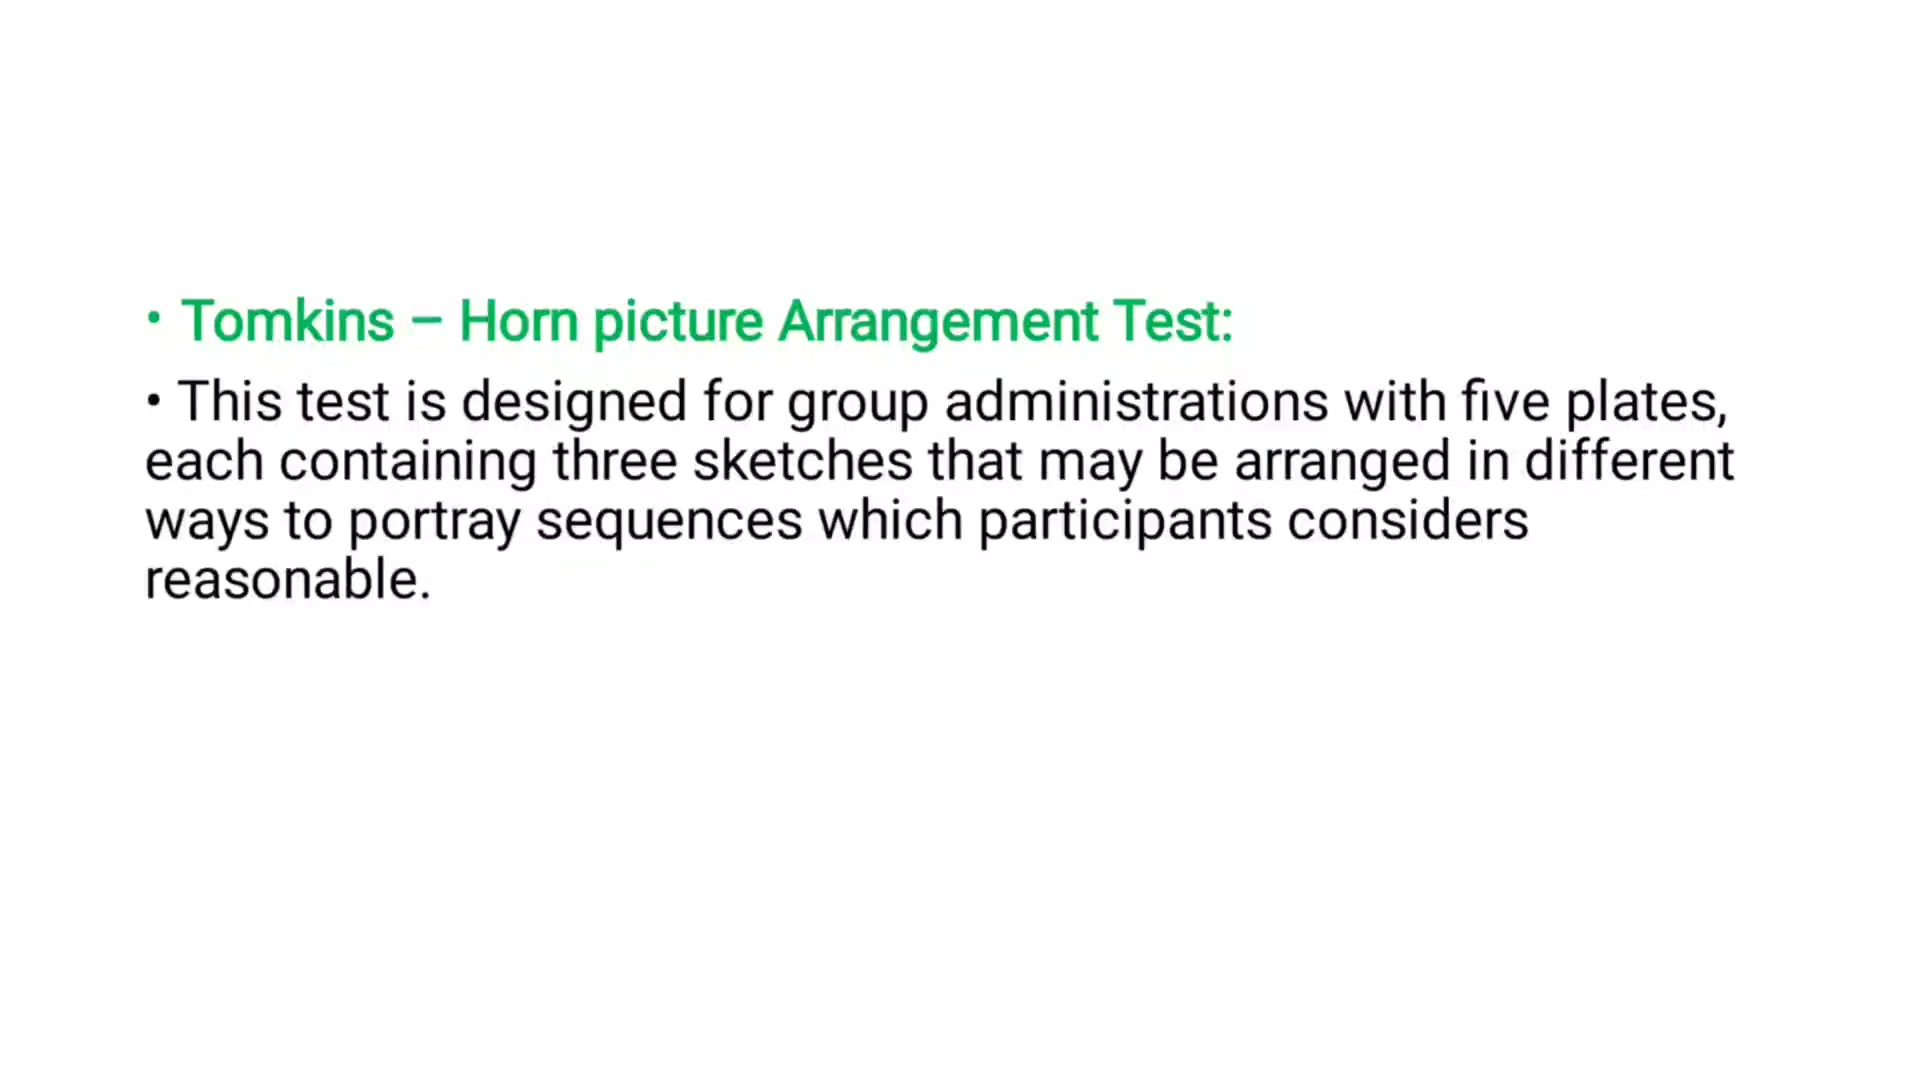 • Tomkins – Horn picture Arrangement Test:
• This test is designed for group administrations with five plates,
each containing three sketches that may be arranged in different
ways to portray sequences which participants considers
reasonable.